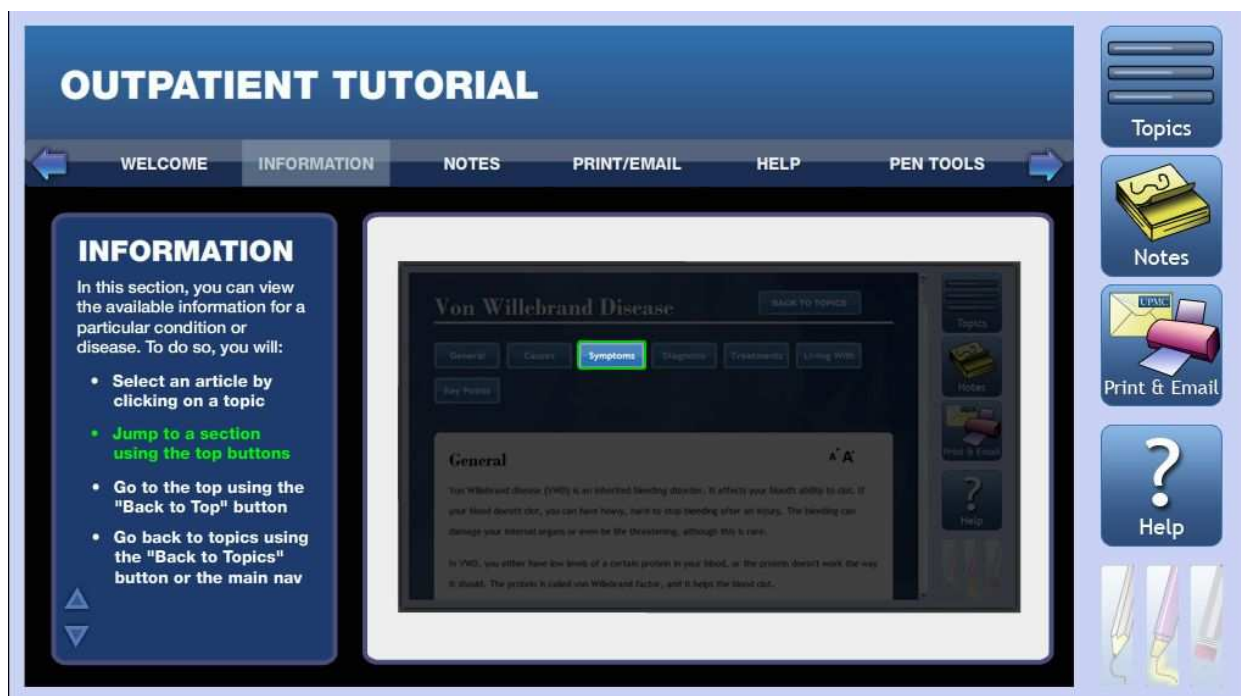 OUTPATIENT TUTORIAL
WELCOME
INFORMATION
NOTES
PRINT/EMAIL
HELP
PEN TOOLS
INFORMATION
In this section, you can view
the available information for a
particular condition or
disease. To do so, you will:
• Select an article by
clicking on a topic
• Jump to a section
using the top buttons
• Go to the top using the
"Back to Top" button
• Go back to topics using
the "Back to Topics"
button or the main nav
Von Willebrand Disease
BACK TO TOPICS
General
Causes
Symptoms
Diagnosis
Treatments
Living With
Key Points
General
A A
Von Willebrand disease (VWD) is an inherited bleeding disorder. It affects your blood's ability to clot. If
your blood doesn't clot, you can have heavy, hard to stop bleeding after an injury. The bleeding can
damage your internal organs or even be life threatening, although this is rare.
In VWD, you either have low levels of a certain protein in your blood, or the protein doesn't work the way
it should. The protein is called von Willebrand factor, and it helps the blood clot.
Topics
Notes
Print & Email
Help
Topics
Notes
UPMC
Print & Email
?
Help